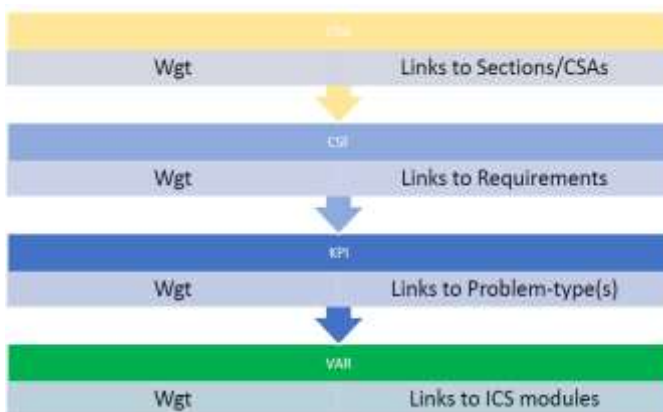 Wgt Links to Sections/CSAs
CSF
Wgt Links to Requirements
KPI
Wgt Links to Problem-type(s)
VAR
Wgt Links to ICS modules